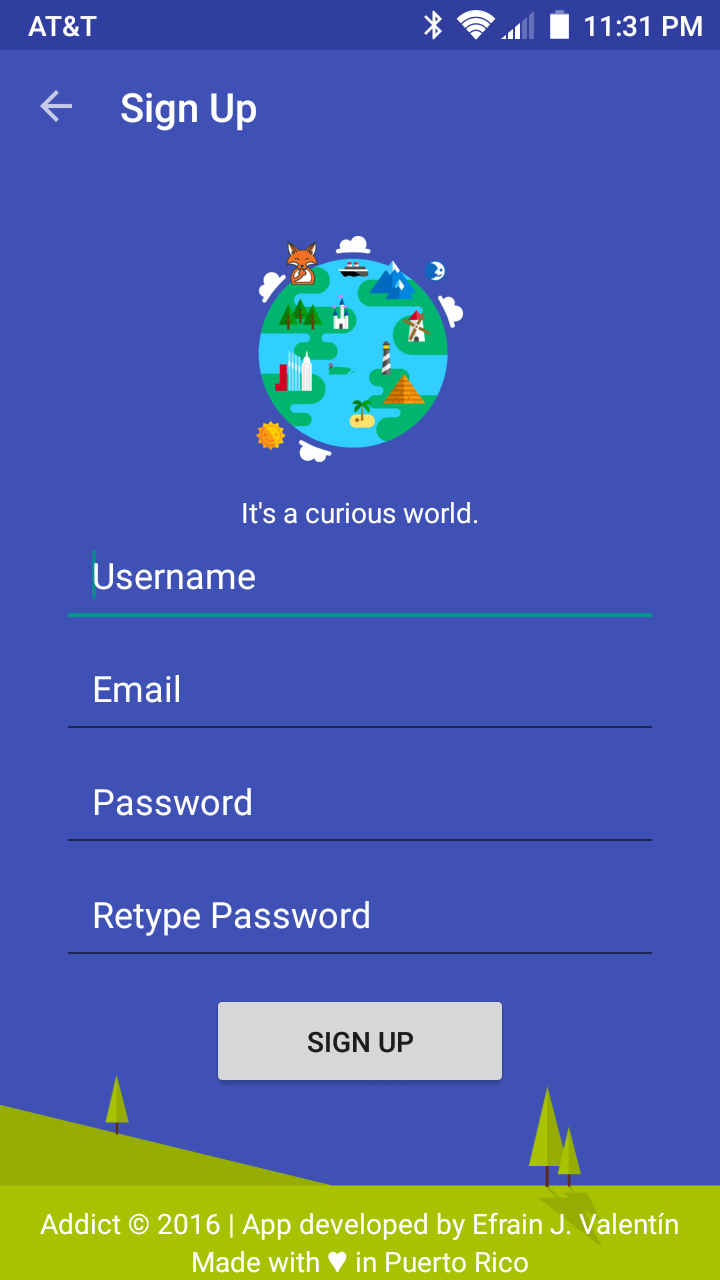 AT&T 11:31 PM
Sign Up
It's a curious world.
Username
Email
Password
Retype Password
SIGN UP
Addict © 2016 | App developed by Efrain J. Valentín
Made with ♥ in Puerto Rico